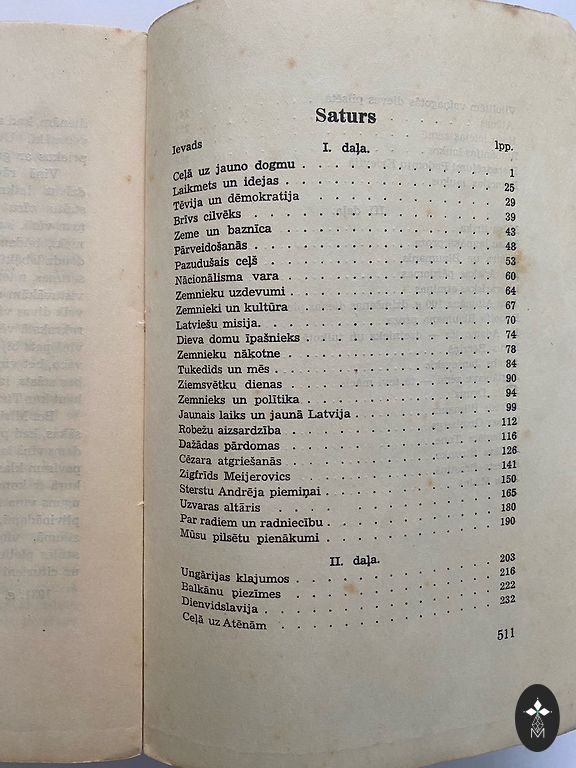 Saturs
Ievads lpp.
I. daļa.
Ceļā uz jauno dogmu 1
Laikmets un idejas 25
Tēvija un dēmokratija 29
Brīvs cilvēks 39
Zeme un baznīca 43
Pārveidošanās 48
Pazudušais ceļš 53
Nācionālisma vara 60
Zemnieku uzdevumi 64
Zemnieki un kultūra 67
Latviešu misija. 70
Dieva domu īpašnieks 74
Zemnieku nākotne 78
Tukedids un mēs 84
Ziemsvētku dienas 90
Zemnieks un polītika 94
Jaunais laiks un jaunā Latvija 99
Robežu aizsardzība 112
Dažādas pārdomas 116
Cēzara atgriešanās 126
Zigfrīds Meijerovics 141
Sterstu Andrēja piemiņai 150
Uzvaras altāris 165
Par radiem un radniecību 180
Mūsu pilsētu pienākumi 190
II. daļa.
Ungārijas klajumos 203
Balkānu piezīmes 216
Dienvidslavija 222
Ceļā uz Atēnām 232
511